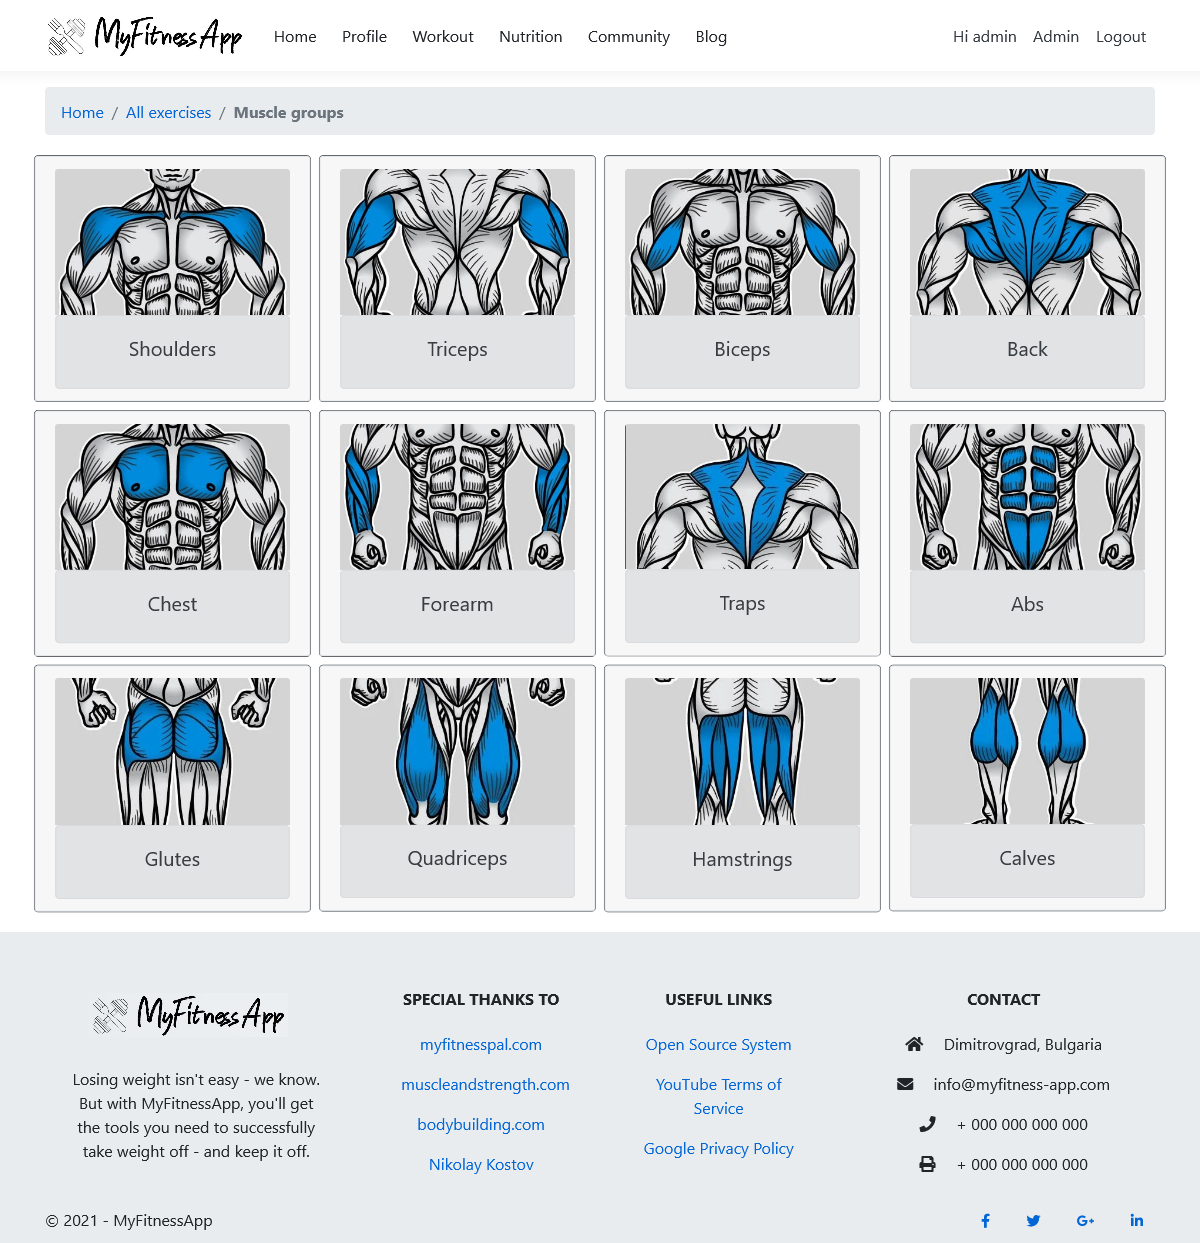 MyFitnessApp Home Profile Workout Nutrition Community Blog Hi admin Admin Logout
Home / All exercises / Muscle groups
Shoulders Triceps Biceps Back
Chest Forearm Traps Abs
Glutes Quadriceps Hamstrings Calves
MyFitnessApp
Losing weight isn't easy - we know.
But with MyFitnessApp, you'll get
the tools you need to successfully
take weight off - and keep it off.
SPECIAL THANKS TO
myfitnesspal.com
muscleandstrength.com
bodybuilding.com
Nikolay Kostov
USEFUL LINKS
Open Source System
YouTube Terms of
Service
Google Privacy Policy
CONTACT
Dimitrovgrad, Bulgaria
info@myfitness-app.com
+ 000 000 000 000
+ 000 000 000 000
© 2021 - MyFitnessApp